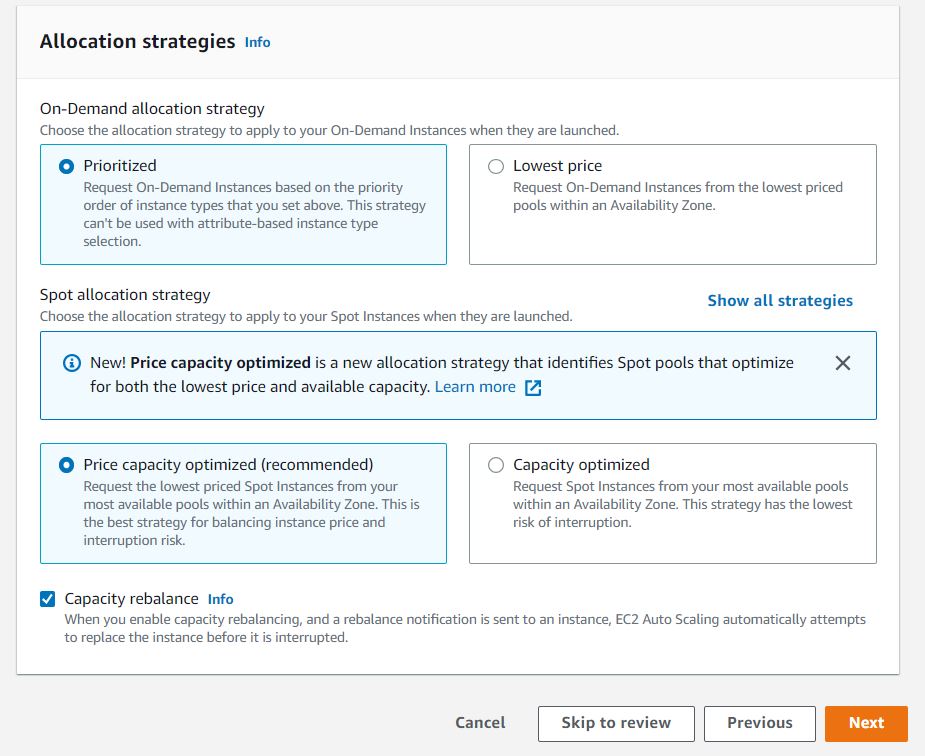 Allocation strategies Info
On-Demand allocation strategy
Choose the allocation strategy to apply to your On-Demand Instances when they are launched.
Prioritized
Request On-Demand Instances based on the priority
order of instance types that you set above. This strategy
can't be used with attribute-based instance type
selection.
Lowest price
Request On-Demand Instances from the lowest priced
pools within an Availability Zone.
Spot allocation strategy
Choose the allocation strategy to apply to your Spot Instances when they are launched.
Show all strategies
New! Price capacity optimized is a new allocation strategy that identifies Spot pools that optimize
for both the lowest price and available capacity. Learn more
Price capacity optimized (recommended)
Request the lowest priced Spot Instances from your
most available pools within an Availability Zone. This is
the best strategy for balancing instance price and
interruption risk.
Capacity optimized
Request Spot Instances from your most available pools
within an Availability Zone. This strategy has the lowest
risk of interruption.
Capacity rebalance Info
When you enable capacity rebalancing, and a rebalance notification is sent to an instance, EC2 Auto Scaling automatically attempts
to replace the instance before it is interrupted.
Cancel
Skip to review
Previous
Next